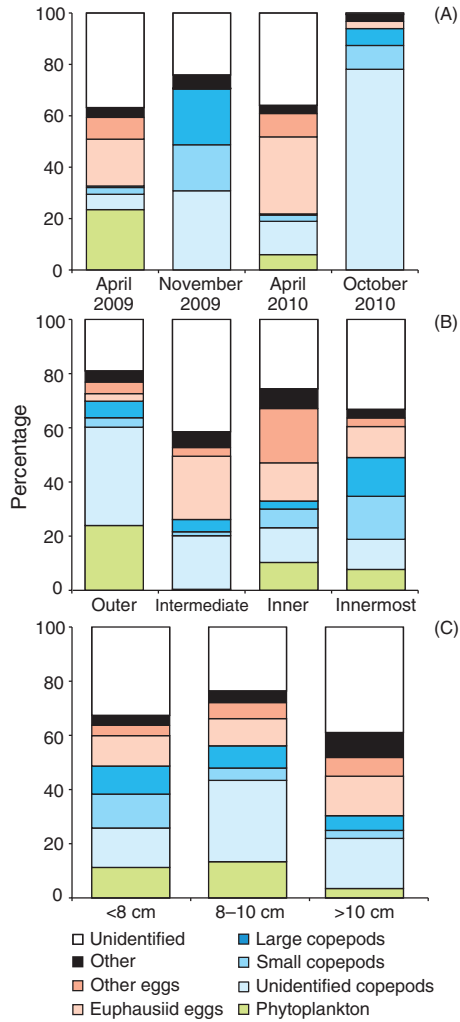 (A)
100
80
60
40
20
0
April 2009
November 2009
April 2010
October 2010
(B)
Percentage
100
80
60
40
20
0
Outer
Intermediate
Inner
Innermost
(C)
100
80
60
40
20
0
<8 cm
8–10 cm
>10 cm
Unidentified
Other
Other eggs
Euphausiid eggs
Large copepods
Small copepods
Unidentified copepods
Phytoplankton